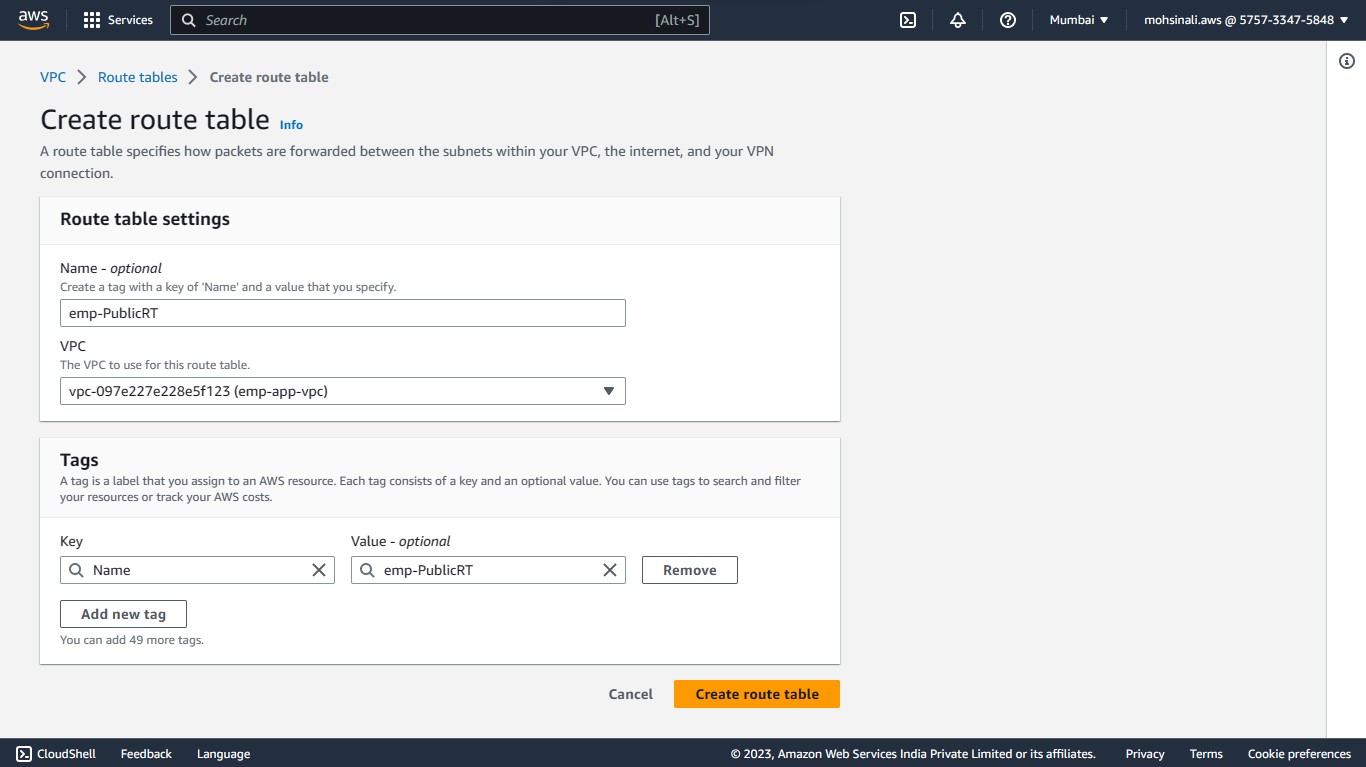 aws Services Search [Alt+S] Mumbai mohsinali.aws @ 5757-3347-5848
VPC Route tables Create route table
Create route table Info
A route table specifies how packets are forwarded between the subnets within your VPC, the internet, and your VPN
connection.
Route table settings
Name - optional
Create a tag with a key of 'Name' and a value that you specify.
emp-PublicRT
VPC
The VPC to use for this route table.
vpc-097e227e228e5f123 (emp-app-vpc)
Tags
A tag is a label that you assign to an AWS resource. Each tag consists of a key and an optional value. You can use tags to search and filter
your resources or track your AWS costs.
Key Value - optional
Name emp-PublicRT Remove
Add new tag
You can add 49 more tags.
Cancel Create route table
CloudShell Feedback Language © 2023, Amazon Web Services India Private Limited or its affiliates. Privacy Terms Cookie preferences